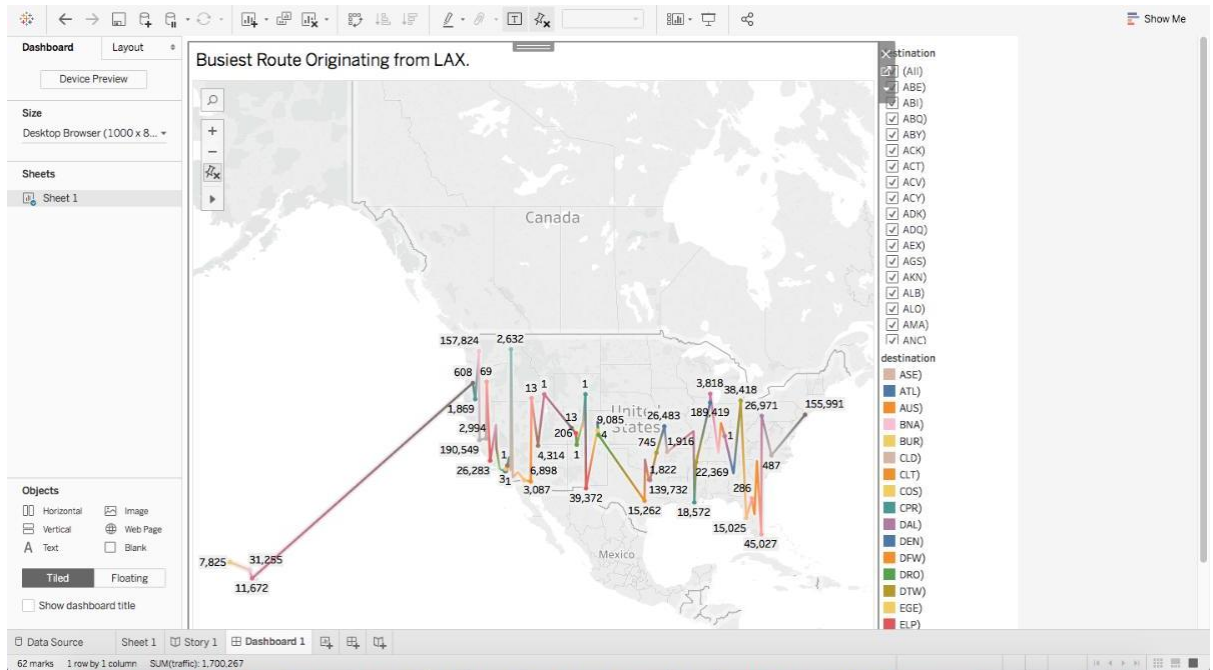 Show Me
Dashboard
Layout
Device Preview
Size
Desktop Browser (1000 x 8...
Sheets
Sheet 1
Objects
Horizontal
Image
Vertical
Web Page
A Text
Blank
Tiled
Floating
Show dashboard title
Busiest Route Originating from LAX.
Canada
United States
Mexico
157,824
2,632
608
69
1,869
2,994
190,549
26,283
1
31
13
1
1
13
206
1
4,314
6,898
3,087
9,085
4
39,372
745
26,483
1,916
1,822
139,732
15,262
18,572
22,369
3,818
189,419
38,418
1
26,971
155,991
487
286
15,025
45,027
7,825
31,255
11,672
destination
(All)
ABE)
ABI)
ABQ)
ABY)
ACK)
ACT)
ACV)
ACY)
ADK)
ADQ)
AEX)
AGS)
AKN)
ALB)
ALO)
AMA)
ANC)
destination
ASE)
ATL)
AUS)
BNA)
BUR)
CLD)
CLT)
COS)
CPR)
DAL)
DEN)
DFW)
DRO)
DTW)
EGE)
ELP)
Data Source
Sheet 1
Story 1
Dashboard 1
62 marks 1 row by 1 column SUM(traffic): 1,700,267